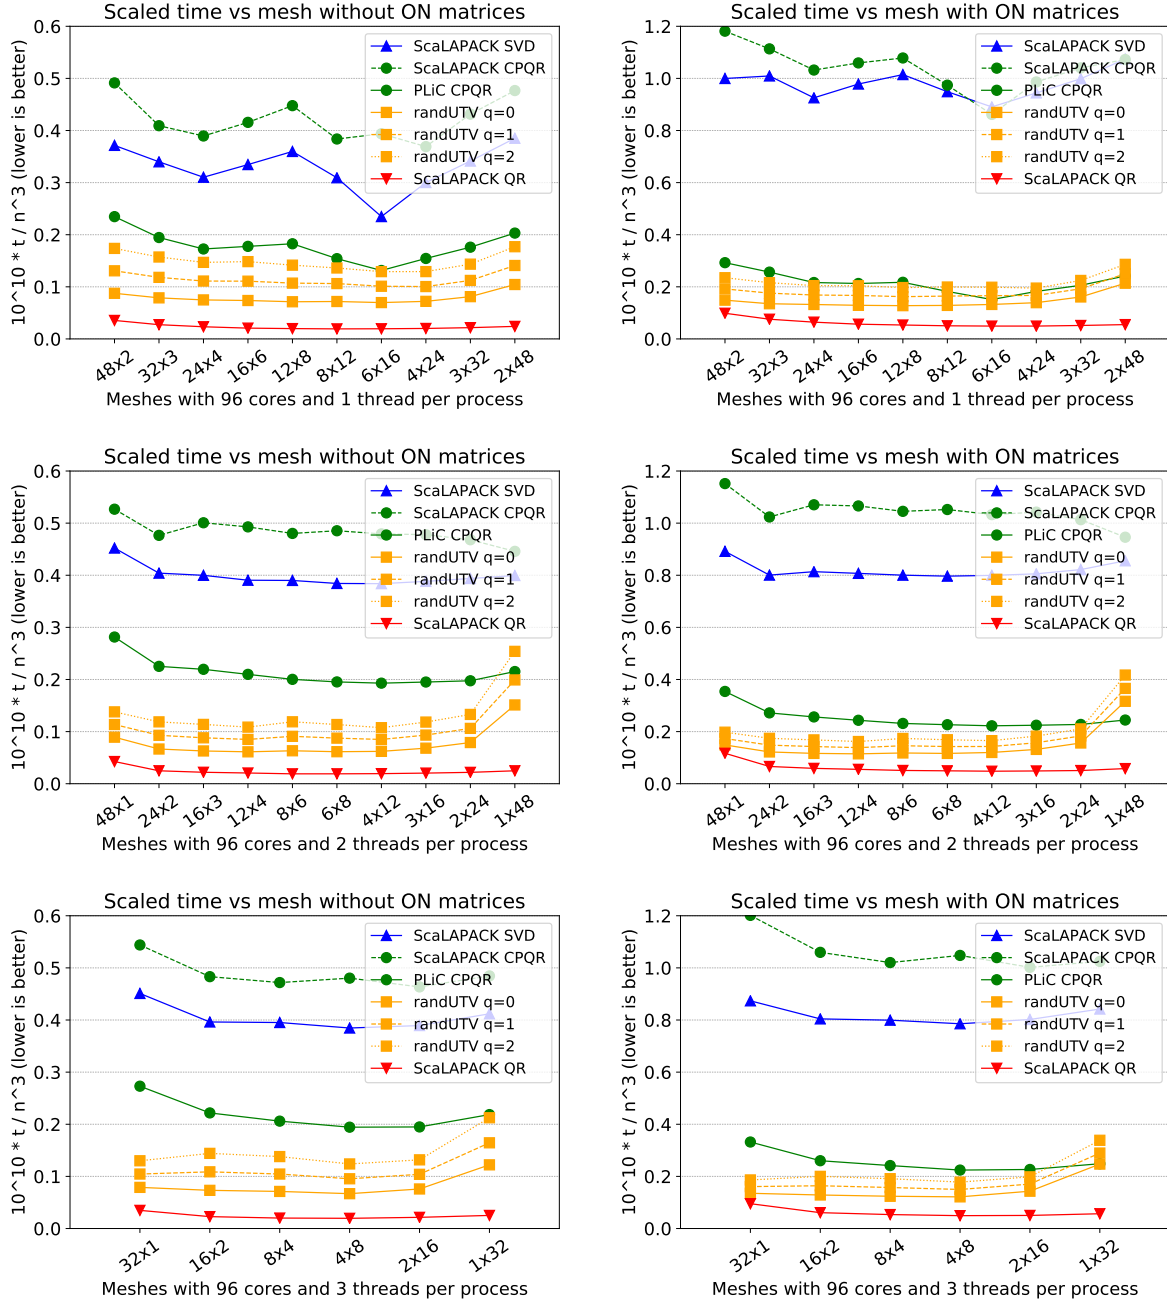 Scaled time vs mesh without ON matrices
10^10 * t / n^3 (lower is better)
0.6
0.5
0.4
0.3
0.2
0.1
0.0
ScaLAPACK SVD
ScaLAPACK CPQR
PLiC CPQR
randUTV q=0
randUTV q=1
randUTV q=2
ScaLAPACK QR
48x2 32x3 24x4 16x6 12x8 8x12 6x16 4x24 3x32 2x48
Meshes with 96 cores and 1 thread per process
Scaled time vs mesh with ON matrices
10^10 * t / n^3 (lower is better)
1.2
1.0
0.8
0.6
0.4
0.2
0.0
ScaLAPACK SVD
ScaLAPACK CPQR
PLiC CPQR
randUTV q=0
randUTV q=1
randUTV q=2
ScaLAPACK QR
48x2 32x3 24x4 16x6 12x8 8x12 6x16 4x24 3x32 2x48
Meshes with 96 cores and 1 thread per process
Scaled time vs mesh without ON matrices
10^10 * t / n^3 (lower is better)
0.6
0.5
0.4
0.3
0.2
0.1
0.0
ScaLAPACK SVD
ScaLAPACK CPQR
PLiC CPQR
randUTV q=0
randUTV q=1
randUTV q=2
ScaLAPACK QR
48x1 24x2 16x3 12x4 8x6 6x8 4x12 3x16 2x24 1x48
Meshes with 96 cores and 2 threads per process
Scaled time vs mesh with ON matrices
10^10 * t / n^3 (lower is better)
1.2
1.0
0.8
0.6
0.4
0.2
0.0
ScaLAPACK SVD
ScaLAPACK CPQR
PLiC CPQR
randUTV q=0
randUTV q=1
randUTV q=2
ScaLAPACK QR
48x1 24x2 16x3 12x4 8x6 6x8 4x12 3x16 2x24 1x48
Meshes with 96 cores and 2 threads per process
Scaled time vs mesh without ON matrices
10^10 * t / n^3 (lower is better)
0.6
0.5
0.4
0.3
0.2
0.1
0.0
ScaLAPACK SVD
ScaLAPACK CPQR
PLiC CPQR
randUTV q=0
randUTV q=1
randUTV q=2
ScaLAPACK QR
32x1 16x2 8x4 4x8 2x16 1x32
Meshes with 96 cores and 3 threads per process
Scaled time vs mesh with ON matrices
10^10 * t / n^3 (lower is better)
1.2
1.0
0.8
0.6
0.4
0.2
0.0
ScaLAPACK SVD
ScaLAPACK CPQR
PLiC CPQR
randUTV q=0
randUTV q=1
randUTV q=2
ScaLAPACK QR
32x1 16x2 8x4 4x8 2x16 1x32
Meshes with 96 cores and 3 threads per process